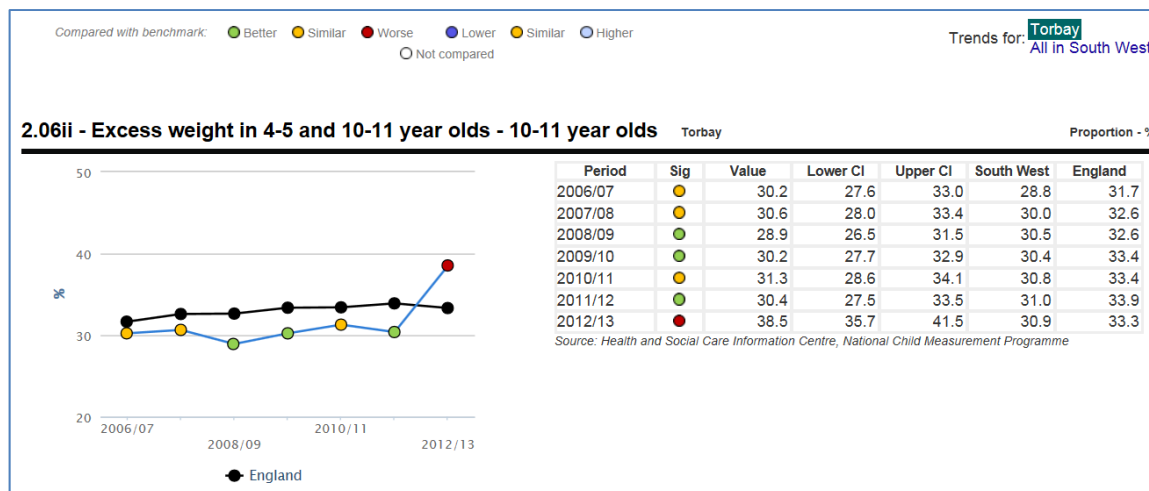 Compared with benchmark: Better Similar Worse Lower Similar Higher
Not compared
Trends for: Torbay
All in South West
2.06ii - Excess weight in 4-5 and 10-11 year olds - 10-11 year olds Torbay Proportion - %
50
40
%
30
20
2006/07 2010/11
2008/09 2012/13
England
Period Sig Value Lower CI Upper CI South West England
2006/07 30.2 27.6 33.0 28.8 31.7
2007/08 30.6 28.0 33.4 30.0 32.6
2008/09 28.9 26.5 31.5 30.5 32.6
2009/10 30.2 27.7 32.9 30.4 33.4
2010/11 31.3 28.6 34.1 30.8 33.4
2011/12 30.4 27.5 33.5 31.0 33.9
2012/13 38.5 35.7 41.5 30.9 33.3
Source: Health and Social Care Information Centre, National Child Measurement Programme